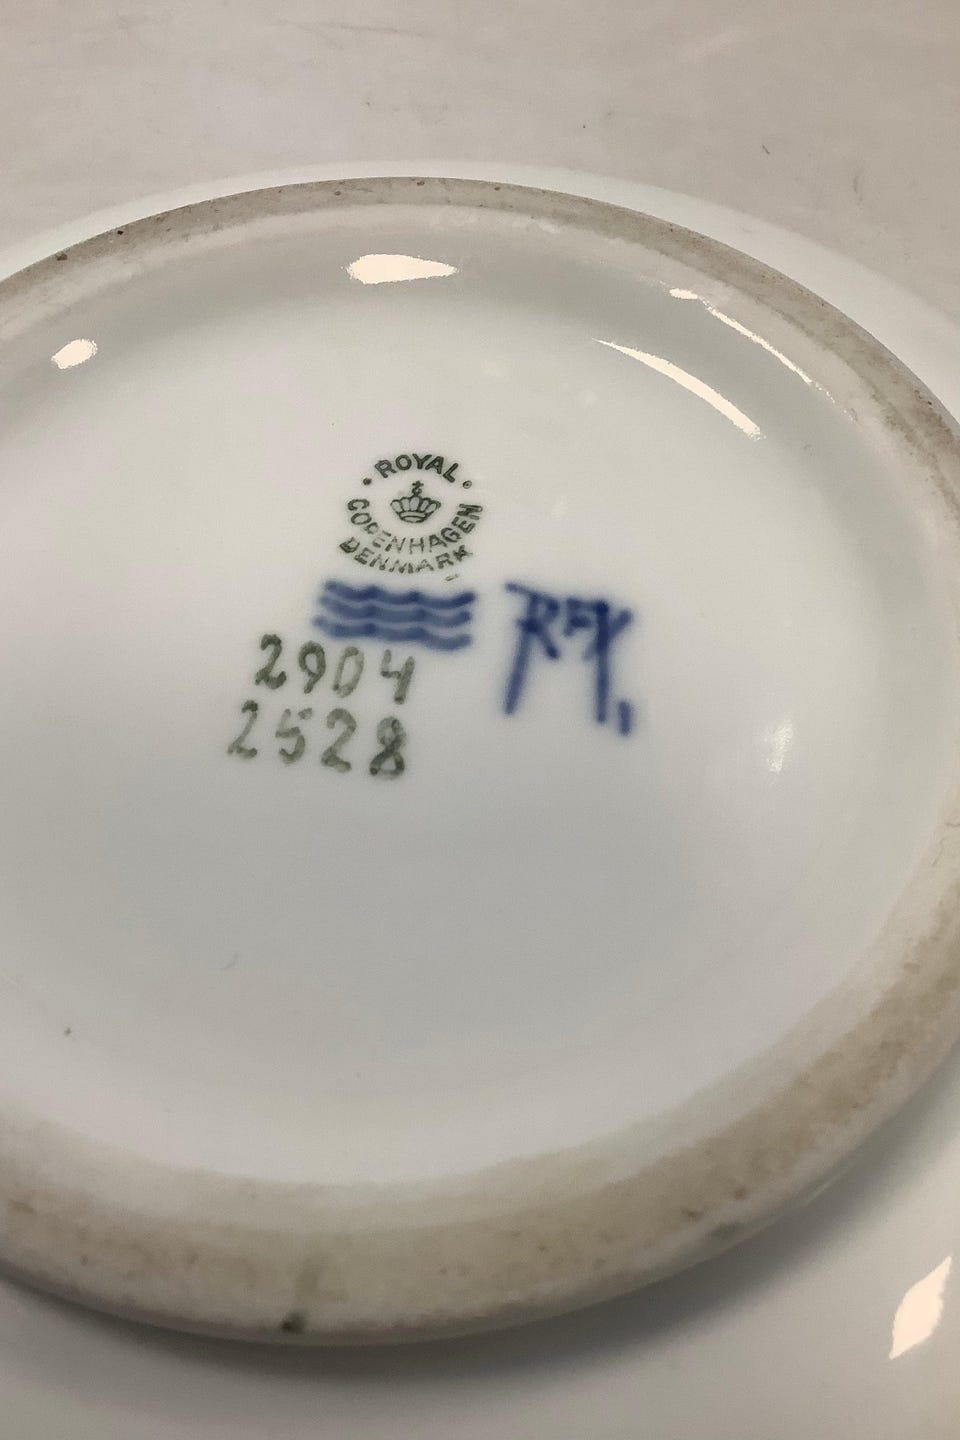 ROYAL
COPENHAGEN
DENMARK
2904
2528